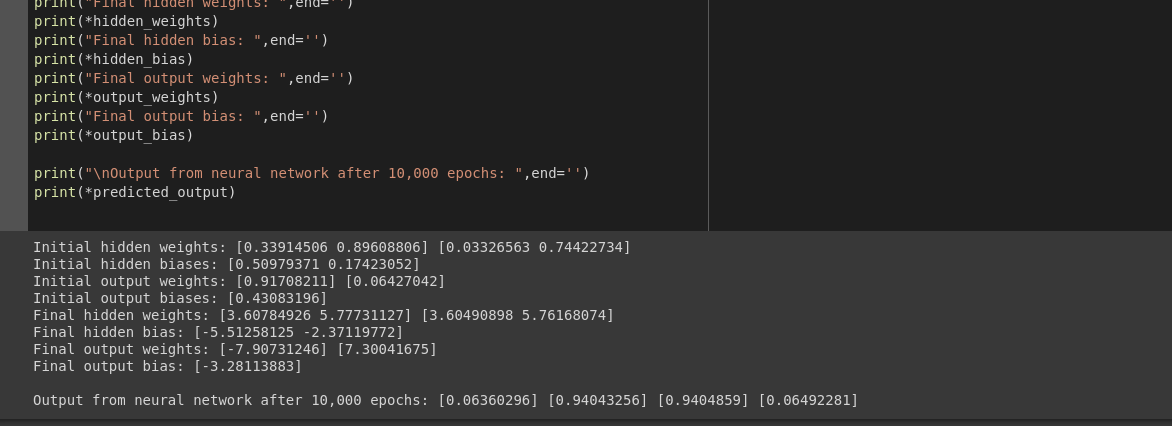 print("Final hidden weights: ",end='')
print(*hidden_weights)
print("Final hidden bias: ",end='')
print(*hidden_bias)
print("Final output weights: ",end='')
print(*output_weights)
print("Final output bias: ",end='')
print(*output_bias)
print("\nOutput from neural network after 10,000 epochs: ",end='')
print(*predicted_output)
Initial hidden weights: [0.33914506 0.89608806] [0.03326563 0.74422734]
Initial hidden biases: [0.50979371 0.17423052]
Initial output weights: [0.91708211] [0.06427042]
Initial output biases: [0.43083196]
Final hidden weights: [3.60784926 5.77731127] [3.60490898 5.76168074]
Final hidden bias: [-5.51258125 -2.37119772]
Final output weights: [-7.90731246] [7.30041675]
Final output bias: [-3.28113883]
Output from neural network after 10,000 epochs: [0.06360296] [0.94043256] [0.9404859] [0.06492281]